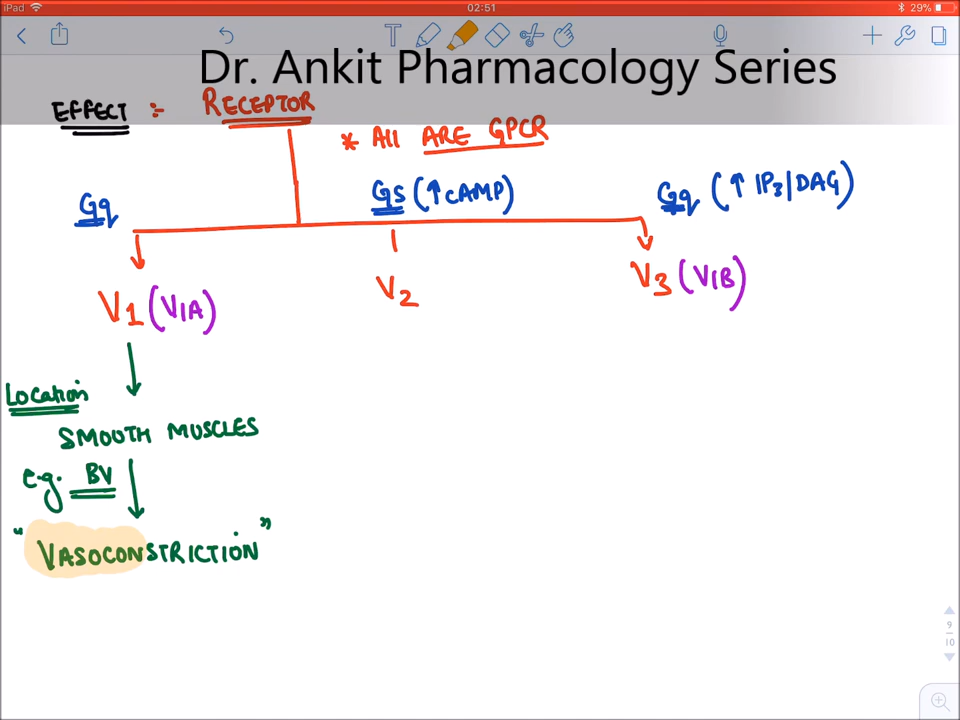 iPad 02:51 29%
T
Dr. Ankit Pharmacology Series
EFFECT :- RECEPTOR
* All ARE GPCR
Gq Gs (↑cAMP) Gq (↑ IP3/DAG)
V1 (V1A) V2 V3 (V1B)
Location
SMOOTH MUSCLES
e.g. BV
"VASOCONSTRICTION"
9
10